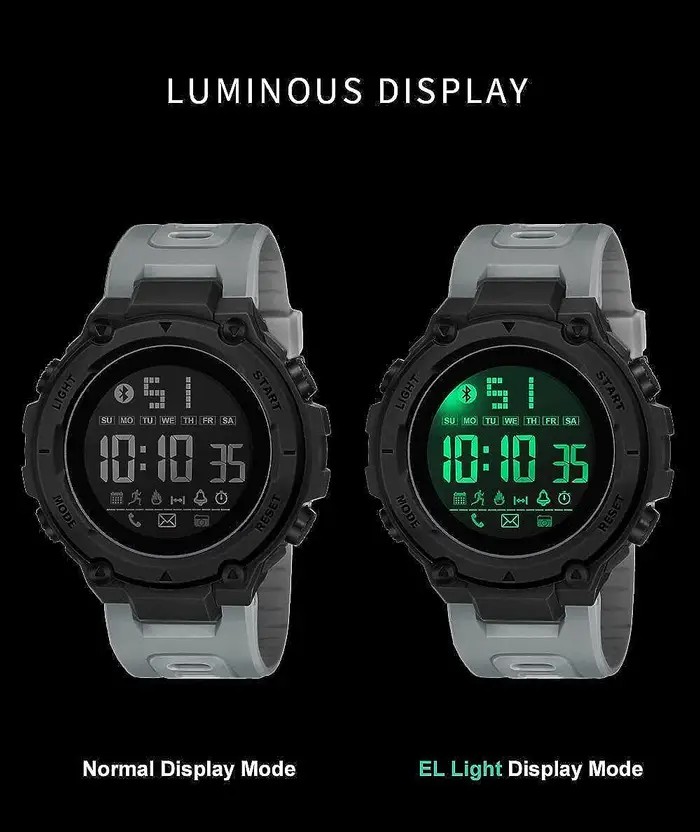 LUMINOUS DISPLAY
LIGHT
START
51
SU MO TU WE TH FR SA
10:10 35
MODE
RESET
LIGHT
START
51
SU MO TU WE TH FR SA
10:10 35
MODE
RESET
Normal Display Mode
EL Light Display Mode